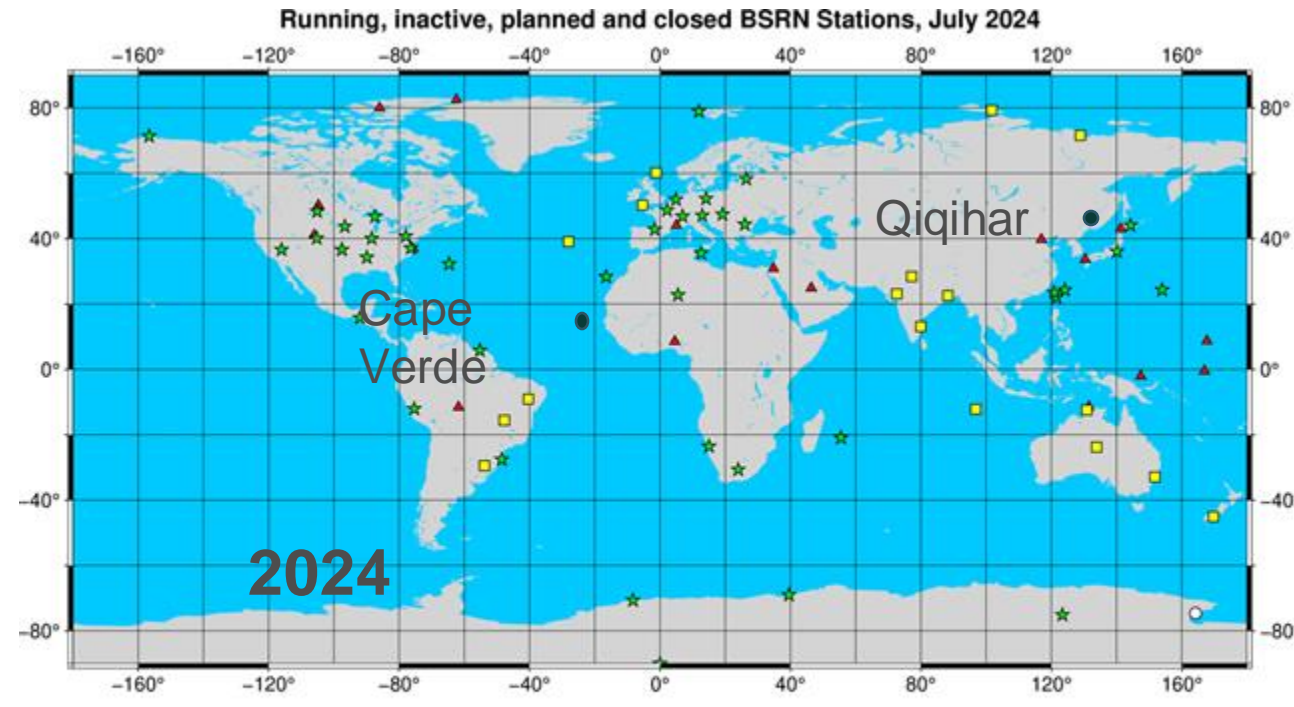 Running, inactive, planned and closed BSRN Stations, July 2024
−160° −120° −80° −40° 0° 40° 80° 120° 160°
80° 80°
Qiqihar
40° 40°
Cape
Verde
0° 0°
−40° −40
2024
−80° −80
−160° −120° −80° −40° 0° 40° 80° 120° 160°